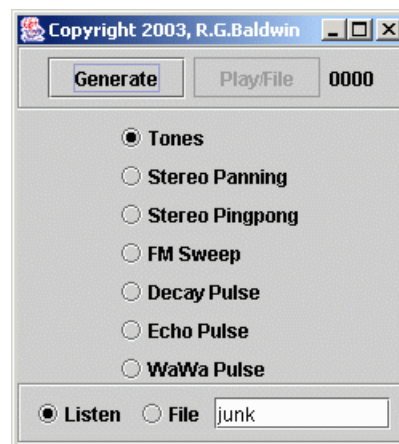 Copyright 2003, R.G.Baldwin
Generate Play/File 0000
Tones
Stereo Panning
Stereo Pingpong
FM Sweep
Decay Pulse
Echo Pulse
WaWa Pulse
Listen File junk